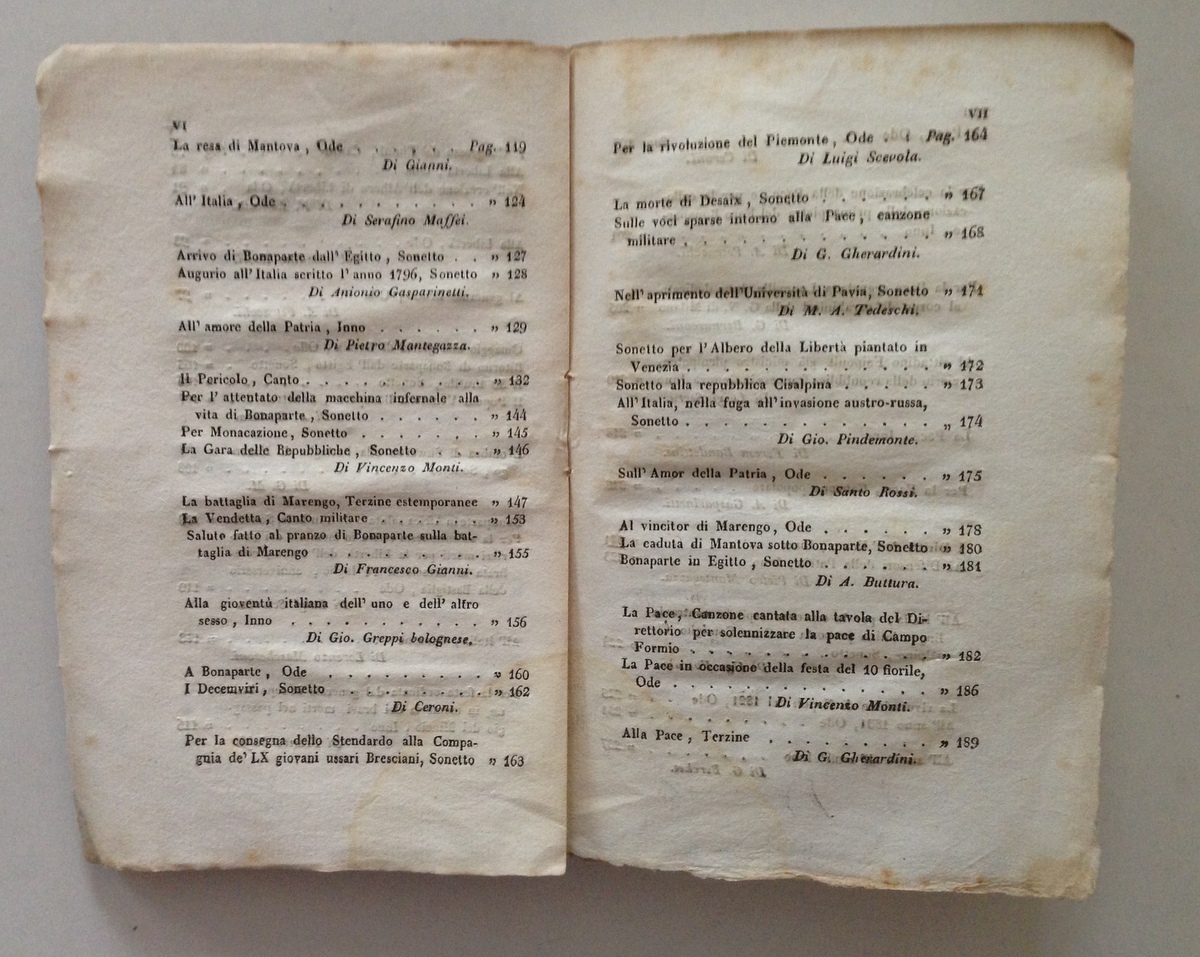 VI
La resa di Mantova, Ode . . . . . . Pag. 119
Di Gianni.
All' Italia, Ode . . . . . . . . . . » 124
Di Serafino Maffei.
Arrivo di Bonaparte dall' Egitto, Sonetto . . » 127
Augurio all' Italia scritto l' anno 1796, Sonetto » 128
Di Antonio Gasparinetti.
All' amore della Patria, Inno . . . . . . » 129
Di Pietro Mantegazza.
Il Pericolo, Canto . . . . . . . . . . » 132
Per l' attentato della macchina infernale alla
vita di Bonaparte, Sonetto . . . . . . » 144
Per Monacazione, Sonetto . . . . . . . » 145
La Gara delle Repubbliche, Sonetto . . . . » 146
Di Vincenzo Monti.
La battaglia di Marengo, Terzine estemporanee » 147
La Vendetta, Canto militare . . . . . . » 153
Saluto fatto al pranzo di Bonaparte sulla bat-
taglia di Marengo . . . . . . . . . » 155
Di Francesco Gianni.
Alla gioventù italiana dell' uno e dell' altro
sesso, Inno . . . . . . . . . . . » 156
Di Gio. Greppi bolognese.
A Bonaparte, Ode . . . . . . . . . » 160
I Decemviri, Sonetto . . . . . . . . » 162
Di Ceroni.
Per la consegna dello Stendardo alla Compa-
gnia de' LX giovani ussari Bresciani, Sonetto » 163
VII
Per la rivoluzione del Piemonte, Ode . . Pag. 164
Di Luigi Scevola.
La morte di Desaix, Sonetto . . . . . . » 167
Sulle voci sparse intorno alla Pace, canzone
militare . . . . . . . . . . . . » 168
Di G. Gherardini.
Nell' aprimento dell' Università di Pavia, Sonetto » 171
Di M. A. Tedeschi.
Sonetto per l' Albero della Libertà piantato in
Venezia . . . . . . . . . . . . » 172
Sonetto alla repubblica Cisalpina . . . . . » 173
All' Italia, nella fuga all' invasione austro-russa,
Sonetto . . . . . . . . . . . . „ 174
Di Gio. Pindemonte.
Sull' Amor della Patria, Ode . . . . . . » 175
Di Santo Rossi.
Al vincitor di Marengo, Ode . . . . . . » 178
La caduta di Mantova sotto Bonaparte, Sonetto » 180
Bonaparte in Egitto, Sonetto . . . . . . » 181
Di A. Buttura.
La Pace, Canzone cantata alla tavola del Di-
rettorio per solennizzare la pace di Campo
Formio . . . . . . . . . . . . » 182
La Pace in occasione della festa del 10 fiorile,
Ode . . . . . . . . . . . . . » 186
Di Vincenzo Monti.
Alla Pace, Terzine . . . . . . . . . » 189
Di G. Gherardini.